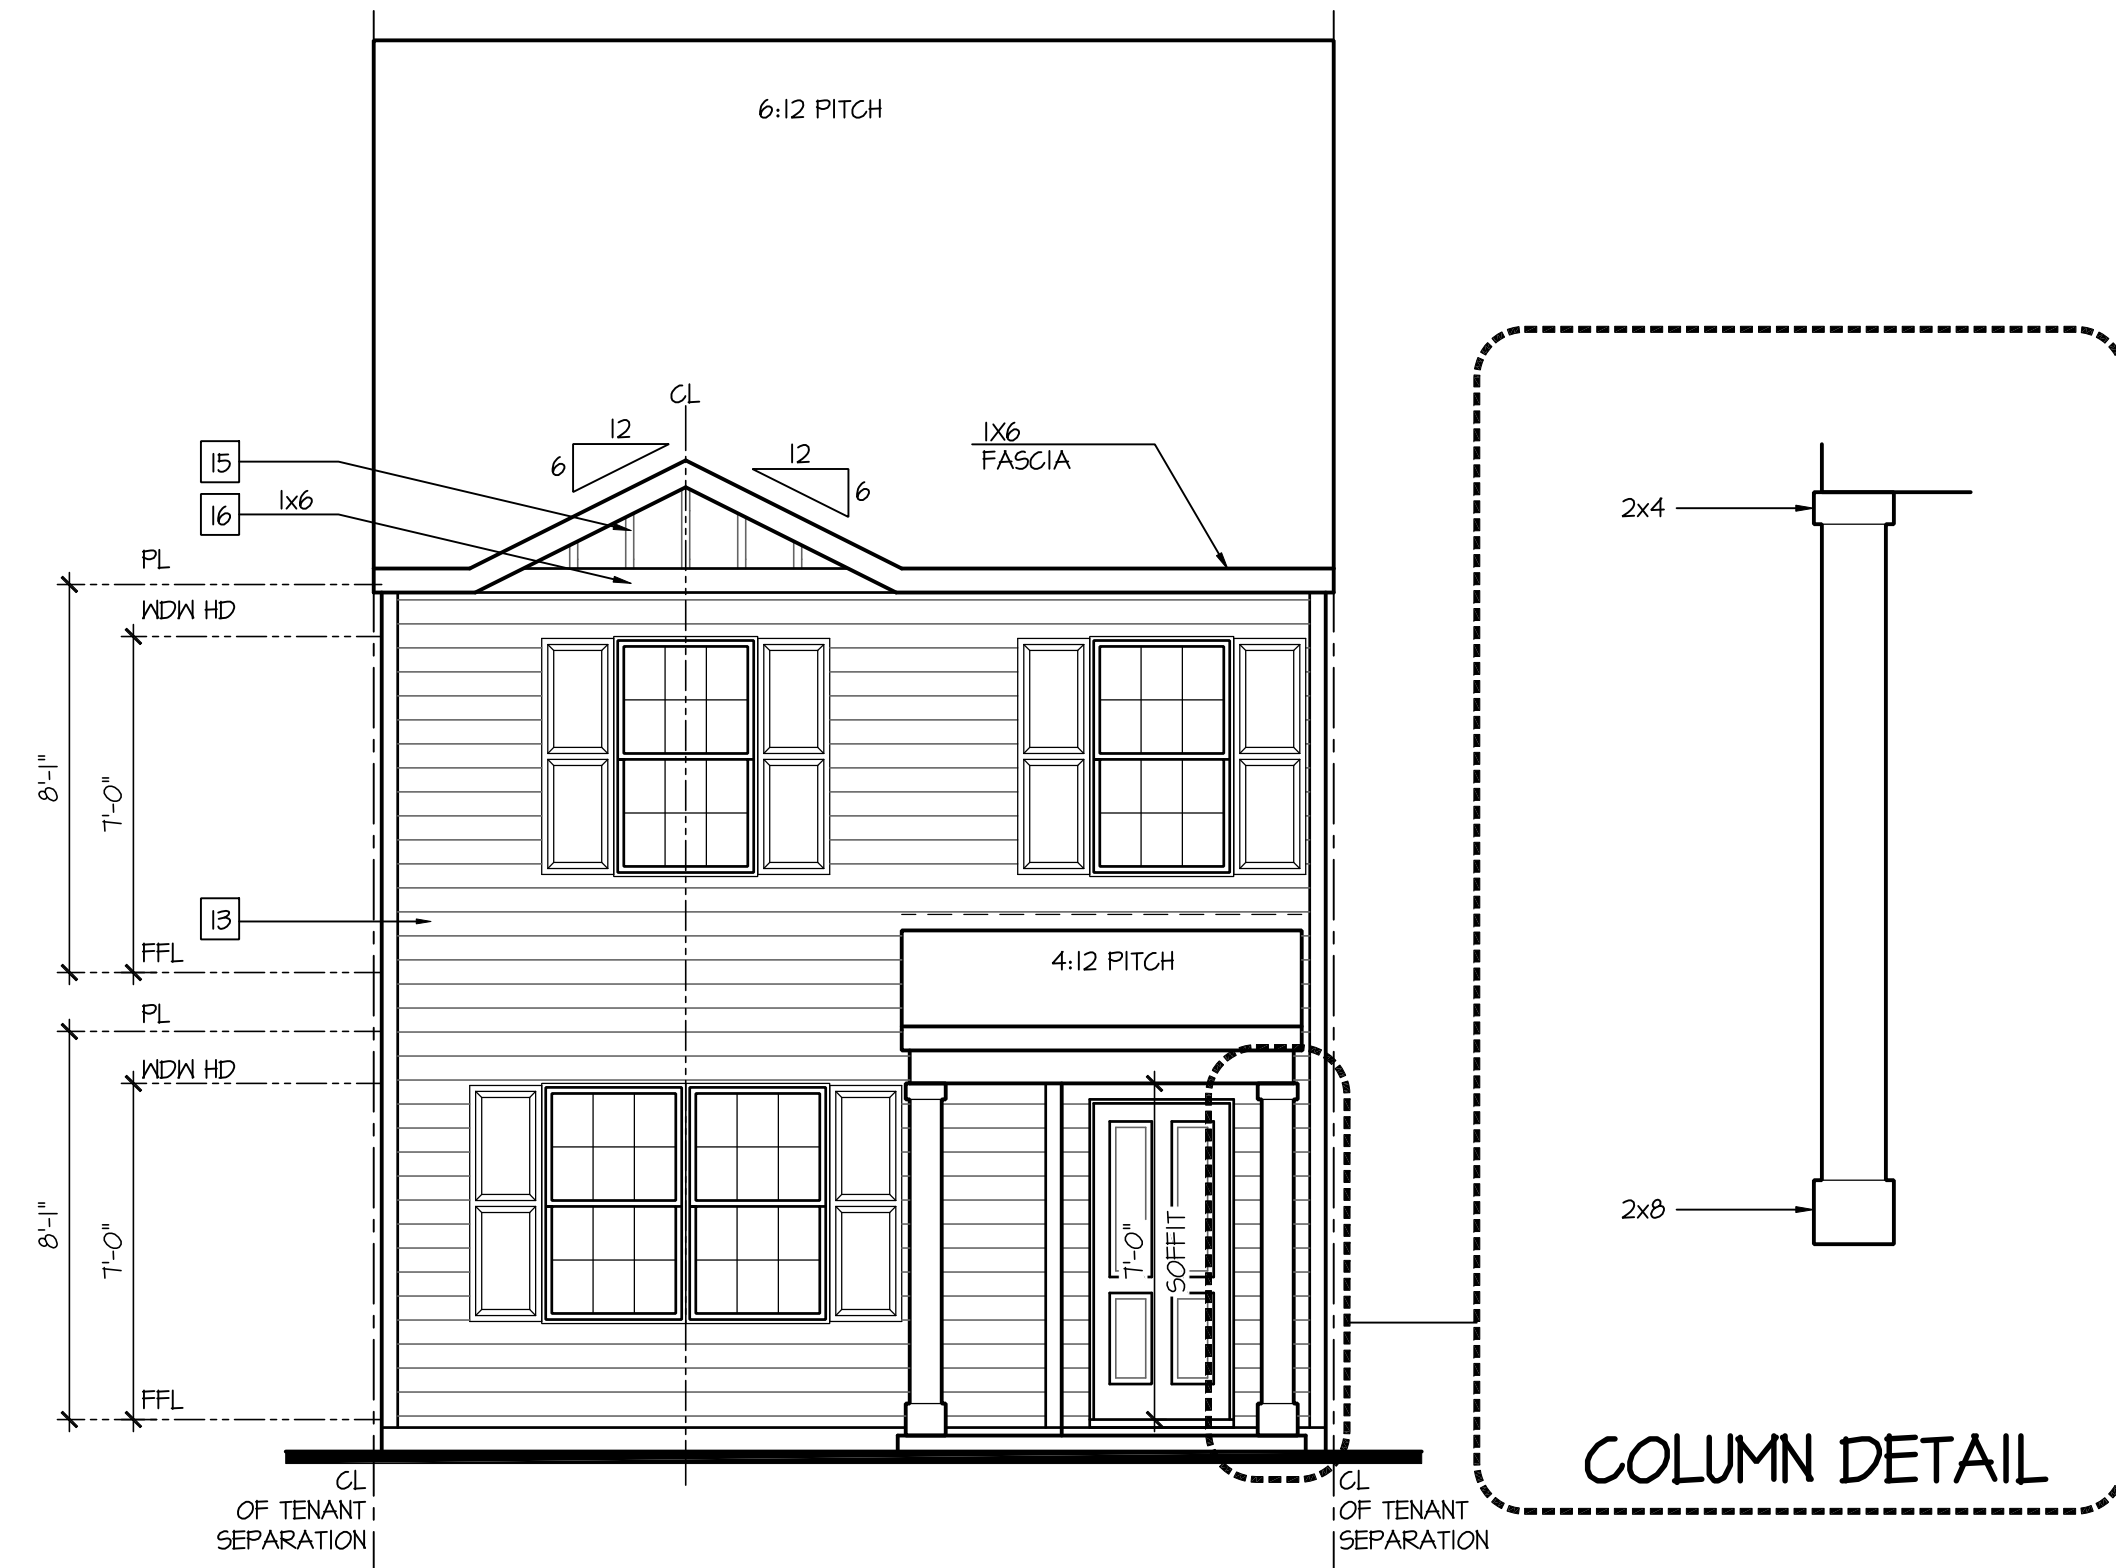 6:12 PITCH
CL
12
6
12
6
1X6
FASCIA
15
16
1x6
PL
WDW HD
8'-1"
7'-0"
13
FFL
4:12 PITCH
PL
WDW HD
8'-1"
7'-0"
7'-0"
SOFFIT
FFL
CL
OF TENANT
SEPARATION
CL
OF TENANT
SEPARATION
2x4
2x8
COLUMN DETAIL